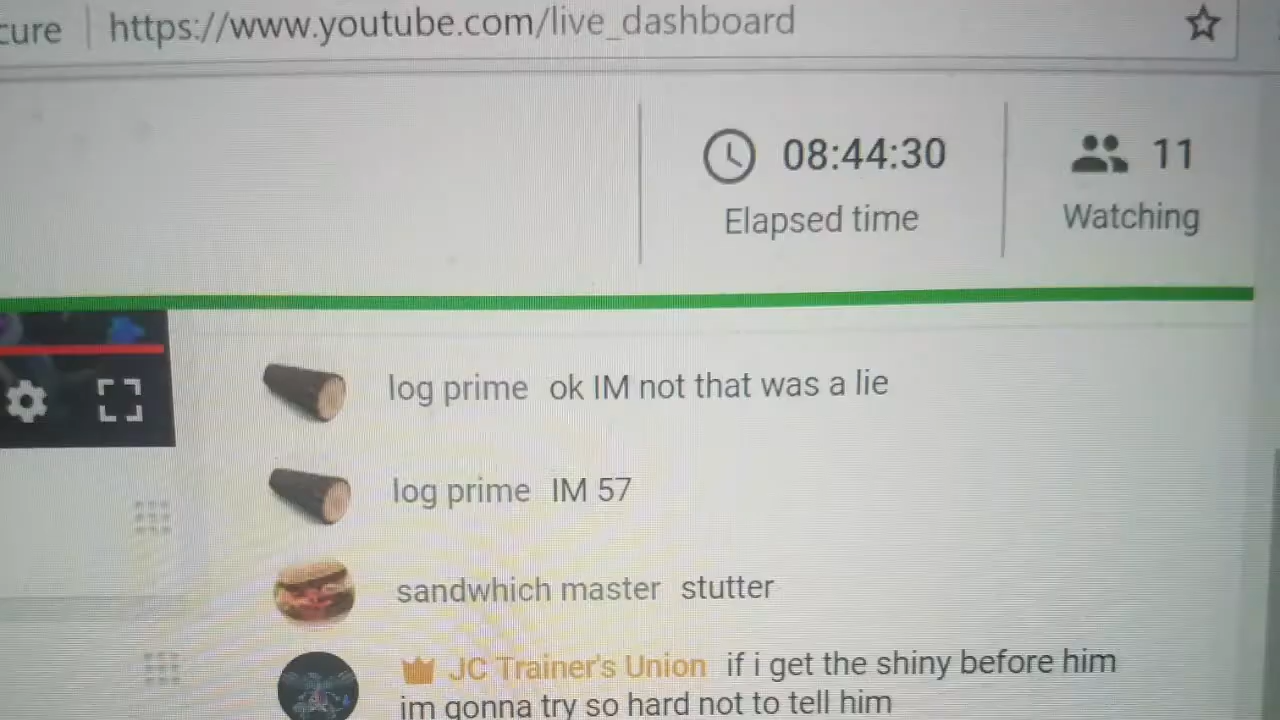 cure https://www.youtube.com/live_dashboard
08:44:30 11
Elapsed time Watching
log prime ok IM not that was a lie
log prime IM 57
sandwhich master stutter
JC Trainer's Union if i get the shiny before him
im gonna try so hard not to tell him